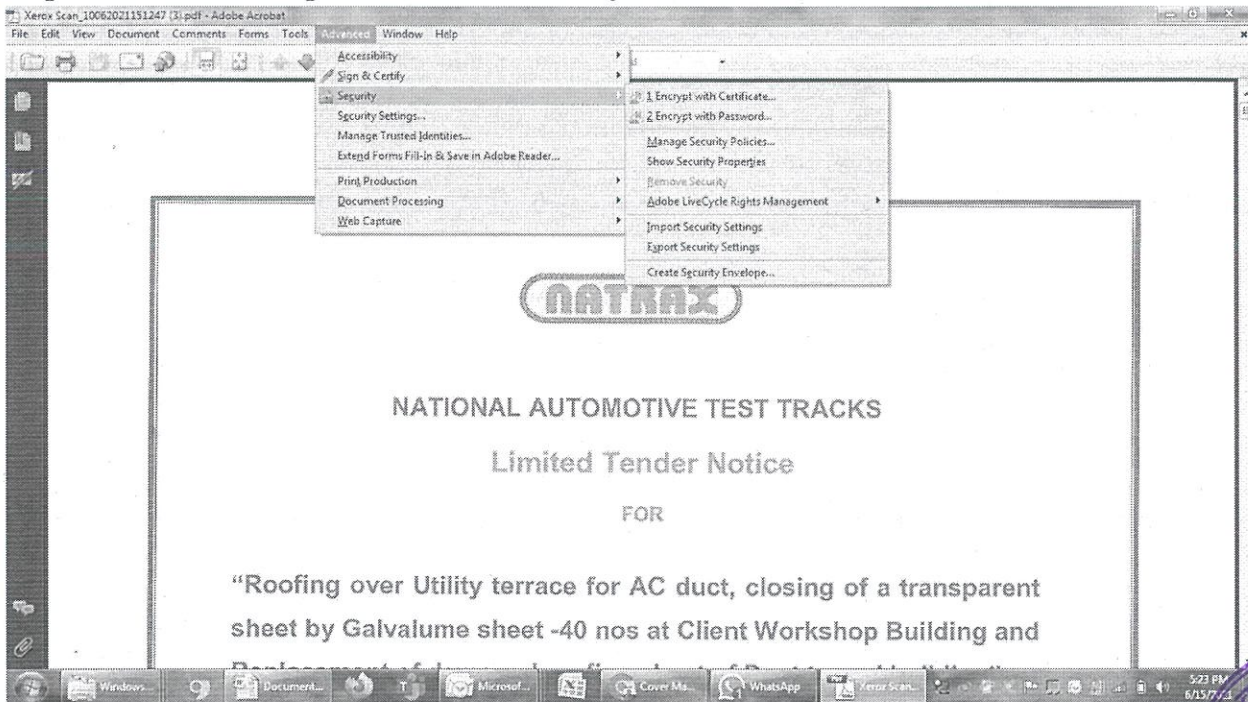 Xerox Scan_10062021151247 (3).pdf - Adobe Acrobat
File Edit View Document Comments Forms Tools Advanced Window Help
Accessibility
Sign & Certify
Security
Security Settings...
Manage Trusted Identities...
Extend Forms Fill-In & Save in Adobe Reader...
Print Production
Document Processing
Web Capture
1 Encrypt with Certificate...
2 Encrypt with Password...
Manage Security Policies...
Show Security Properties
Remove Security
Adobe LiveCycle Rights Management
Import Security Settings
Export Security Settings
Create Security Envelope...
NATRAX
NATIONAL AUTOMOTIVE TEST TRACKS
Limited Tender Notice
FOR
“Roofing over Utility terrace for AC duct, closing of a transparent
sheet by Galvalume sheet -40 nos at Client Workshop Building and
Windows... Document... Microsof... Cover Ma... WhatsApp Xerox Scan... 5:23 PM